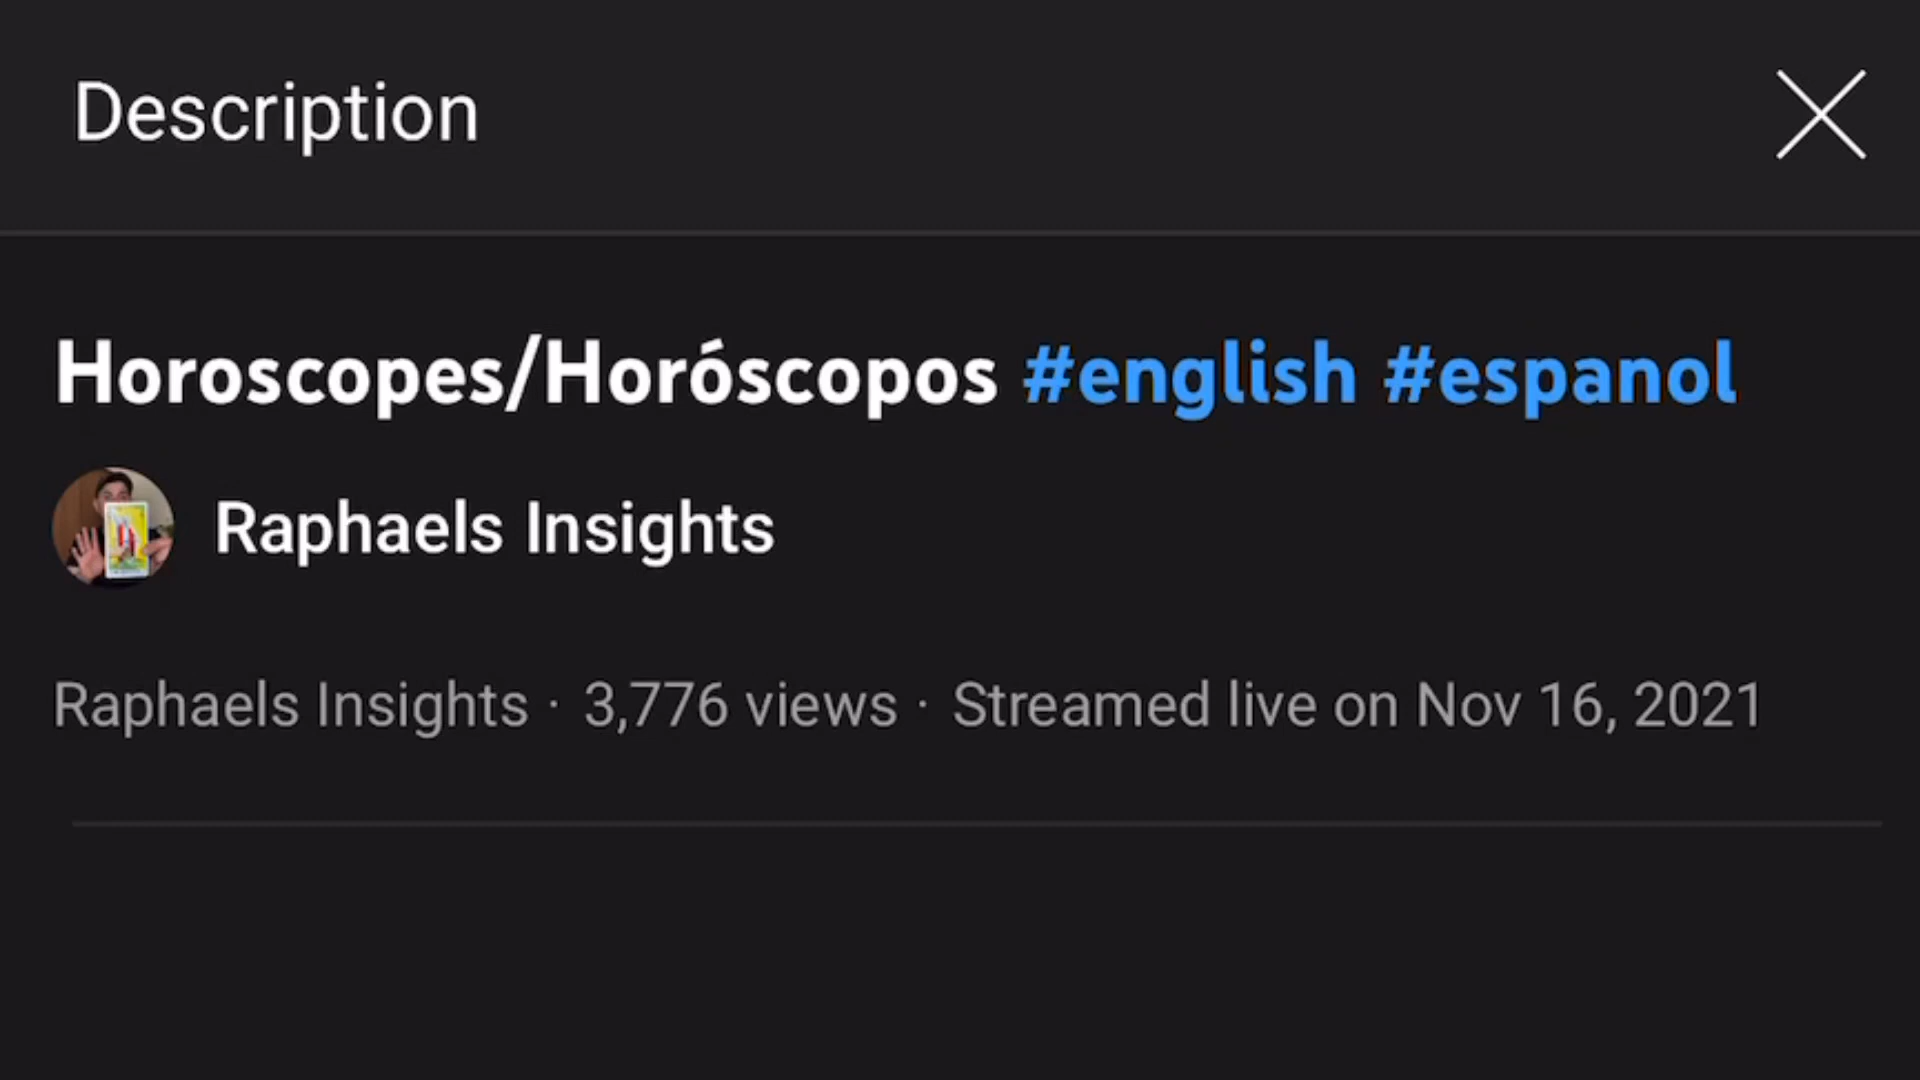 Description
Horoscopes/Horóscopos #english #espanol
Raphaels Insights
Raphaels Insights · 3,776 views · Streamed live on Nov 16, 2021